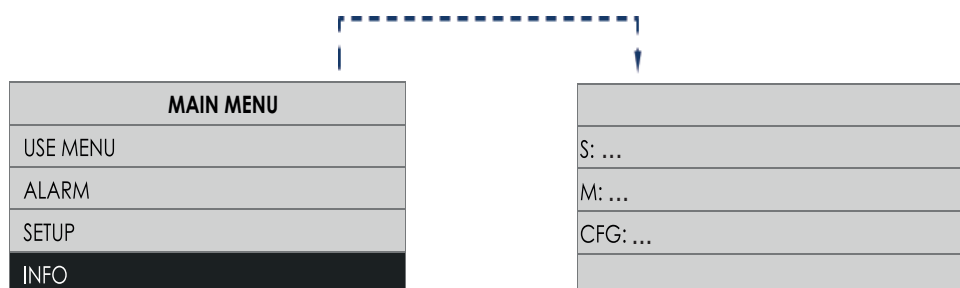 MAIN MENU
USE MENU
ALARM
SETUP
INFO
S: ...
M: ...
CFG: ...